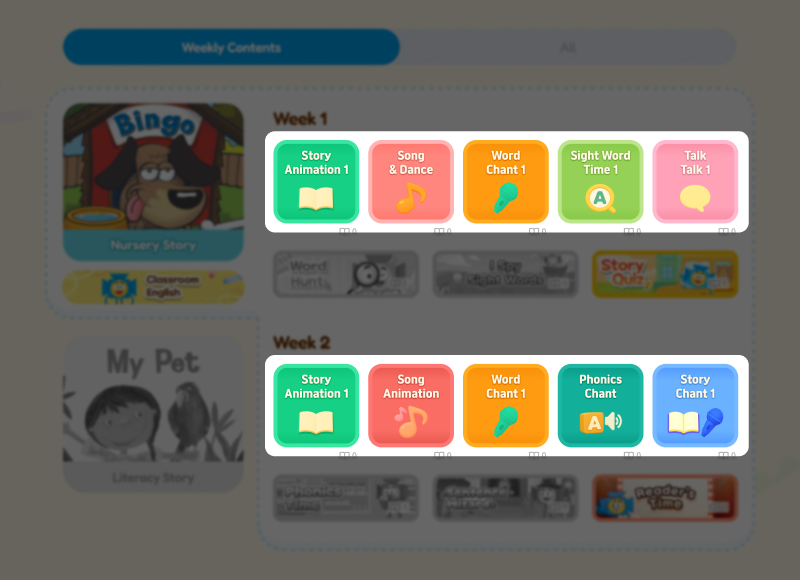 Weekly Contents
All
Bingo
Nursery Story
Classroom
English
My Pet
Literacy Story
Week 1
Story
Animation 1
Song
& Dance
Word
Chant 1
Sight Word
Time 1
A
Talk
Talk 1
Word
Hunt
I Spy
Sight Words
Story
Quiz
Week 2
Story
Animation 1
Song
Animation
Word
Chant 1
Phonics
Chant
A
Story
Chant 1
Phonics
Time
Reader's
Time